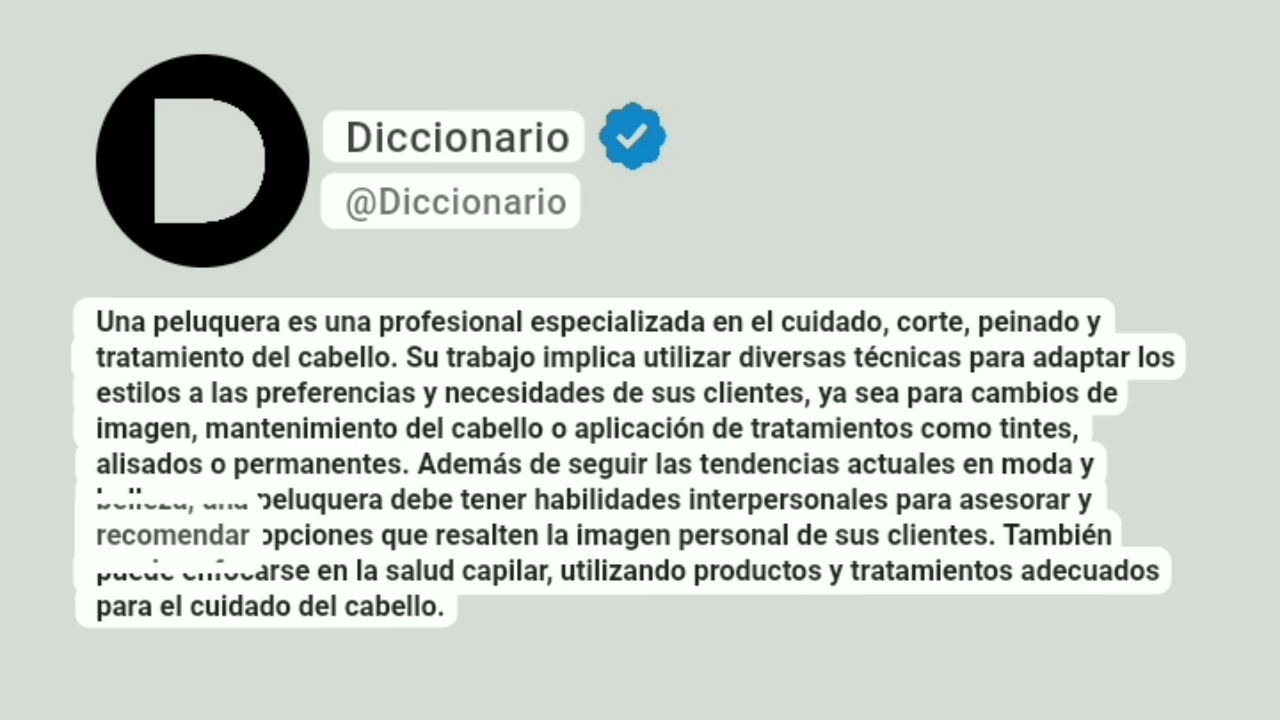 D
Diccionario
@Diccionario
Una peluquera es una profesional especializada en el cuidado, corte, peinado y
tratamiento del cabello. Su trabajo implica utilizar diversas técnicas para adaptar los
estilos a las preferencias y necesidades de sus clientes, ya sea para cambios de
imagen, mantenimiento del cabello o aplicación de tratamientos como tintes,
alisados o permanentes. Además de seguir las tendencias actuales en moda y
belleza, una peluquera debe tener habilidades interpersonales para asesorar y
recomendar opciones que resalten la imagen personal de sus clientes. También
puede enfocarse en la salud capilar, utilizando productos y tratamientos adecuados
para el cuidado del cabello.